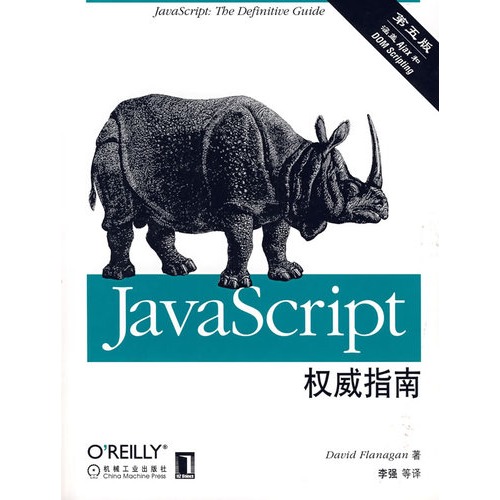 JavaScript: The Definitive Guide
第五版
涵盖Ajax和
DOM Scripting
JavaScript
权威指南
O'REILLY®
机械工业出版社
China Machine Press
David Flanagan 著
李强 等译